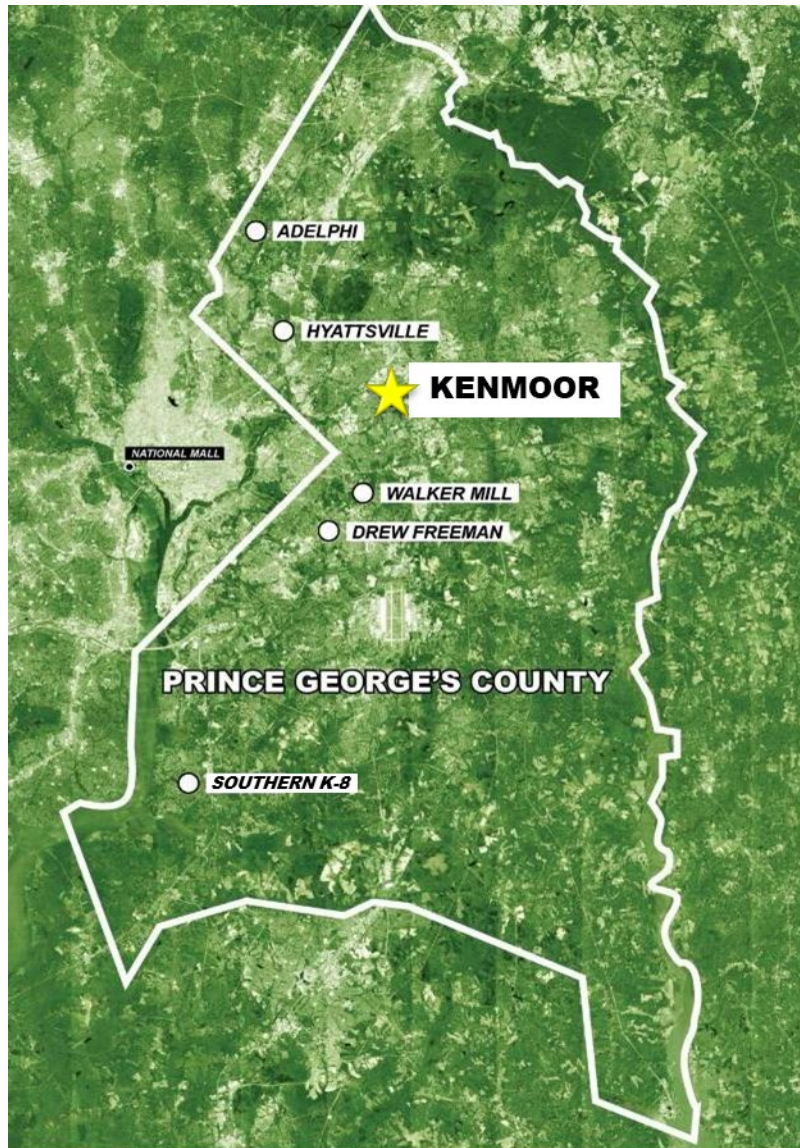 ADELPHI
HYATTSVILLE
KENMOOR
NATIONAL MALL
WALKER MILL
DREW FREEMAN
PRINCE GEORGE'S COUNTY
SOUTHERN K-8